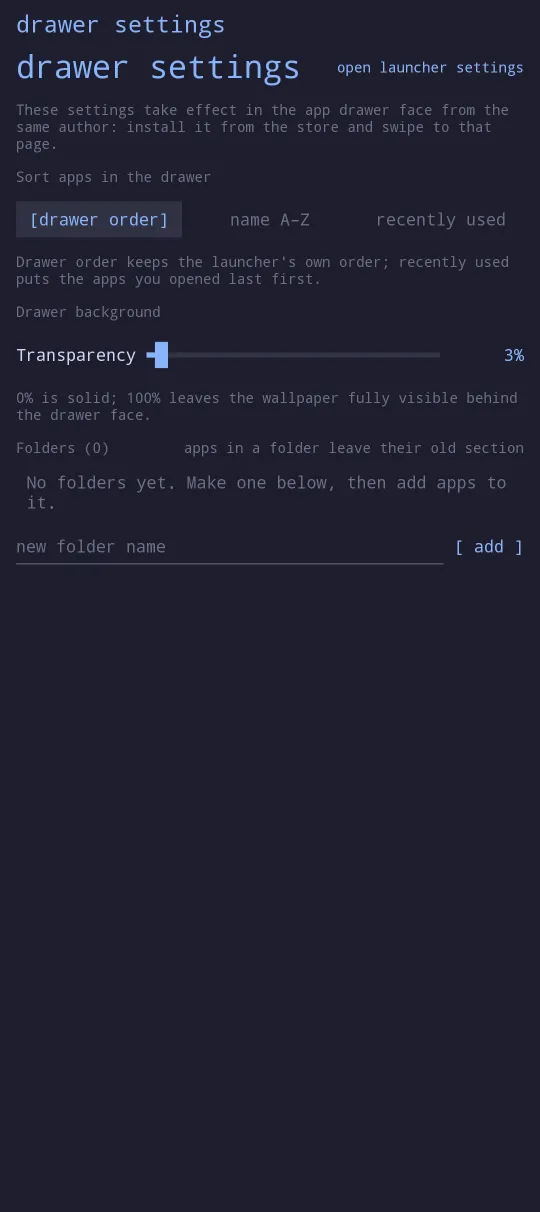 drawer settings
drawer settings open launcher settings
These settings take effect in the app drawer face from the
same author: install it from the store and swipe to that
page.
Sort apps in the drawer
[drawer order] name A–Z recently used
Drawer order keeps the launcher's own order; recently used
puts the apps you opened last first.
Drawer background
Transparency 3%
0% is solid; 100% leaves the wallpaper fully visible behind
the drawer face.
Folders (0) apps in a folder leave their old section
No folders yet. Make one below, then add apps to
it.
new folder name [ add ]